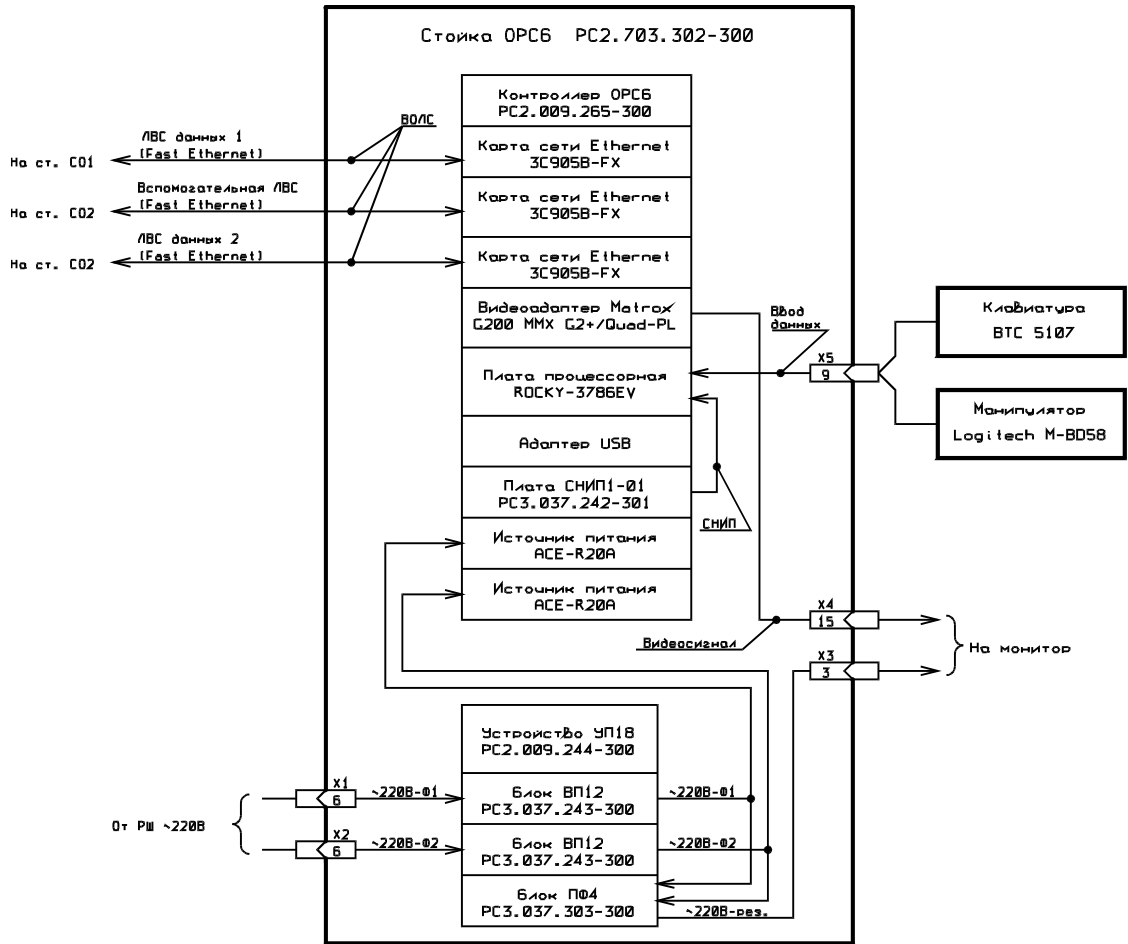 Стойка ОРС6 РС2.703.302-300
Контроллер ОРС6
РС2.009.265-300
ВОЛС
ЛВС данных 1
(Fast Ethernet)
На ст. СО1
Карта сети Ethernet
3C905B-FX
Вспомогательная ЛВС
(Fast Ethernet)
На ст. СО2
Карта сети Ethernet
3C905B-FX
ЛВС данных 2
(Fast Ethernet)
На ст. СО2
Карта сети Ethernet
3C905B-FX
Видеоадаптер Matrox
G200 MMX G2+/Quad-PL
Ввод
данных
Клавиатура
BTC 5107
X5
9
Плата процессорная
ROCKY-3786EV
Манипулятор
Logitech M-BD58
Адаптер USB
Плата СНИП1-01
РС3.037.242-301
СНИП
Источник питания
ACE-R20A
Источник питания
ACE-R20A
X4
15
Видеосигнал
X3
3
На монитор
Устройство УП18
РС2.009.244-300
X1
6
~220В-Ф1
Блок ВП12
РС3.037.243-300
~220В-Ф1
От РШ ~220В
X2
6
~220В-Ф2
Блок ВП12
РС3.037.243-300
~220В-Ф2
Блок ПФ4
РС3.037.303-300
~220В-рез.